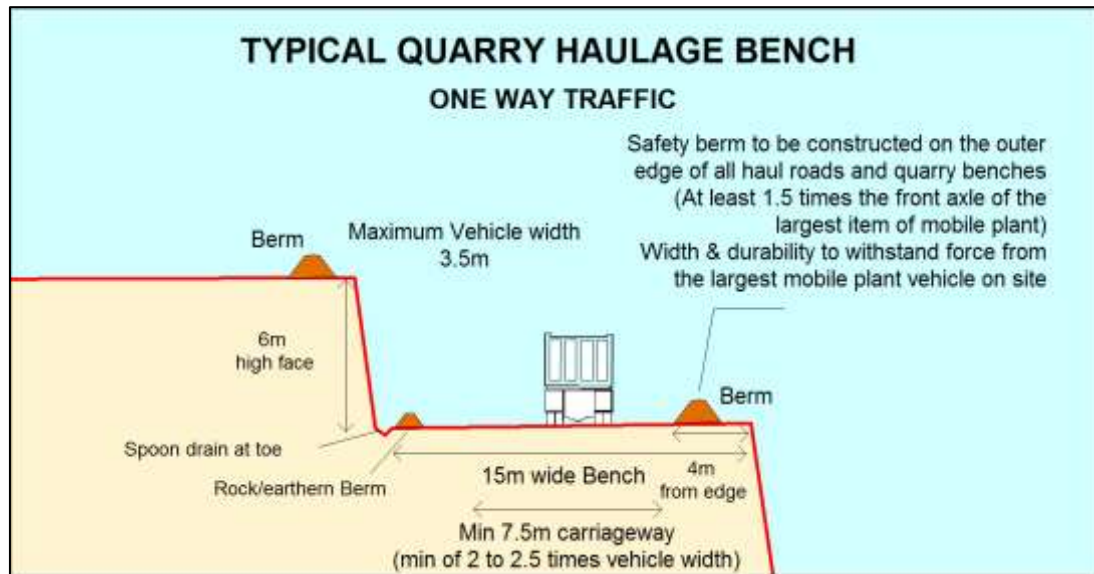 TYPICAL QUARRY HAULAGE BENCH
ONE WAY TRAFFIC
Safety berm to be constructed on the outer
edge of all haul roads and quarry benches
(At least 1.5 times the front axle of the
largest item of mobile plant)
Width & durability to withstand force from
the largest mobile plant vehicle on site
Berm
Maximum Vehicle width
3.5m
6m
high face
Berm
Spoon drain at toe
Rock/earthern Berm
15m wide Bench
4m
from edge
Min 7.5m carriageway
(min of 2 to 2.5 times vehicle width)